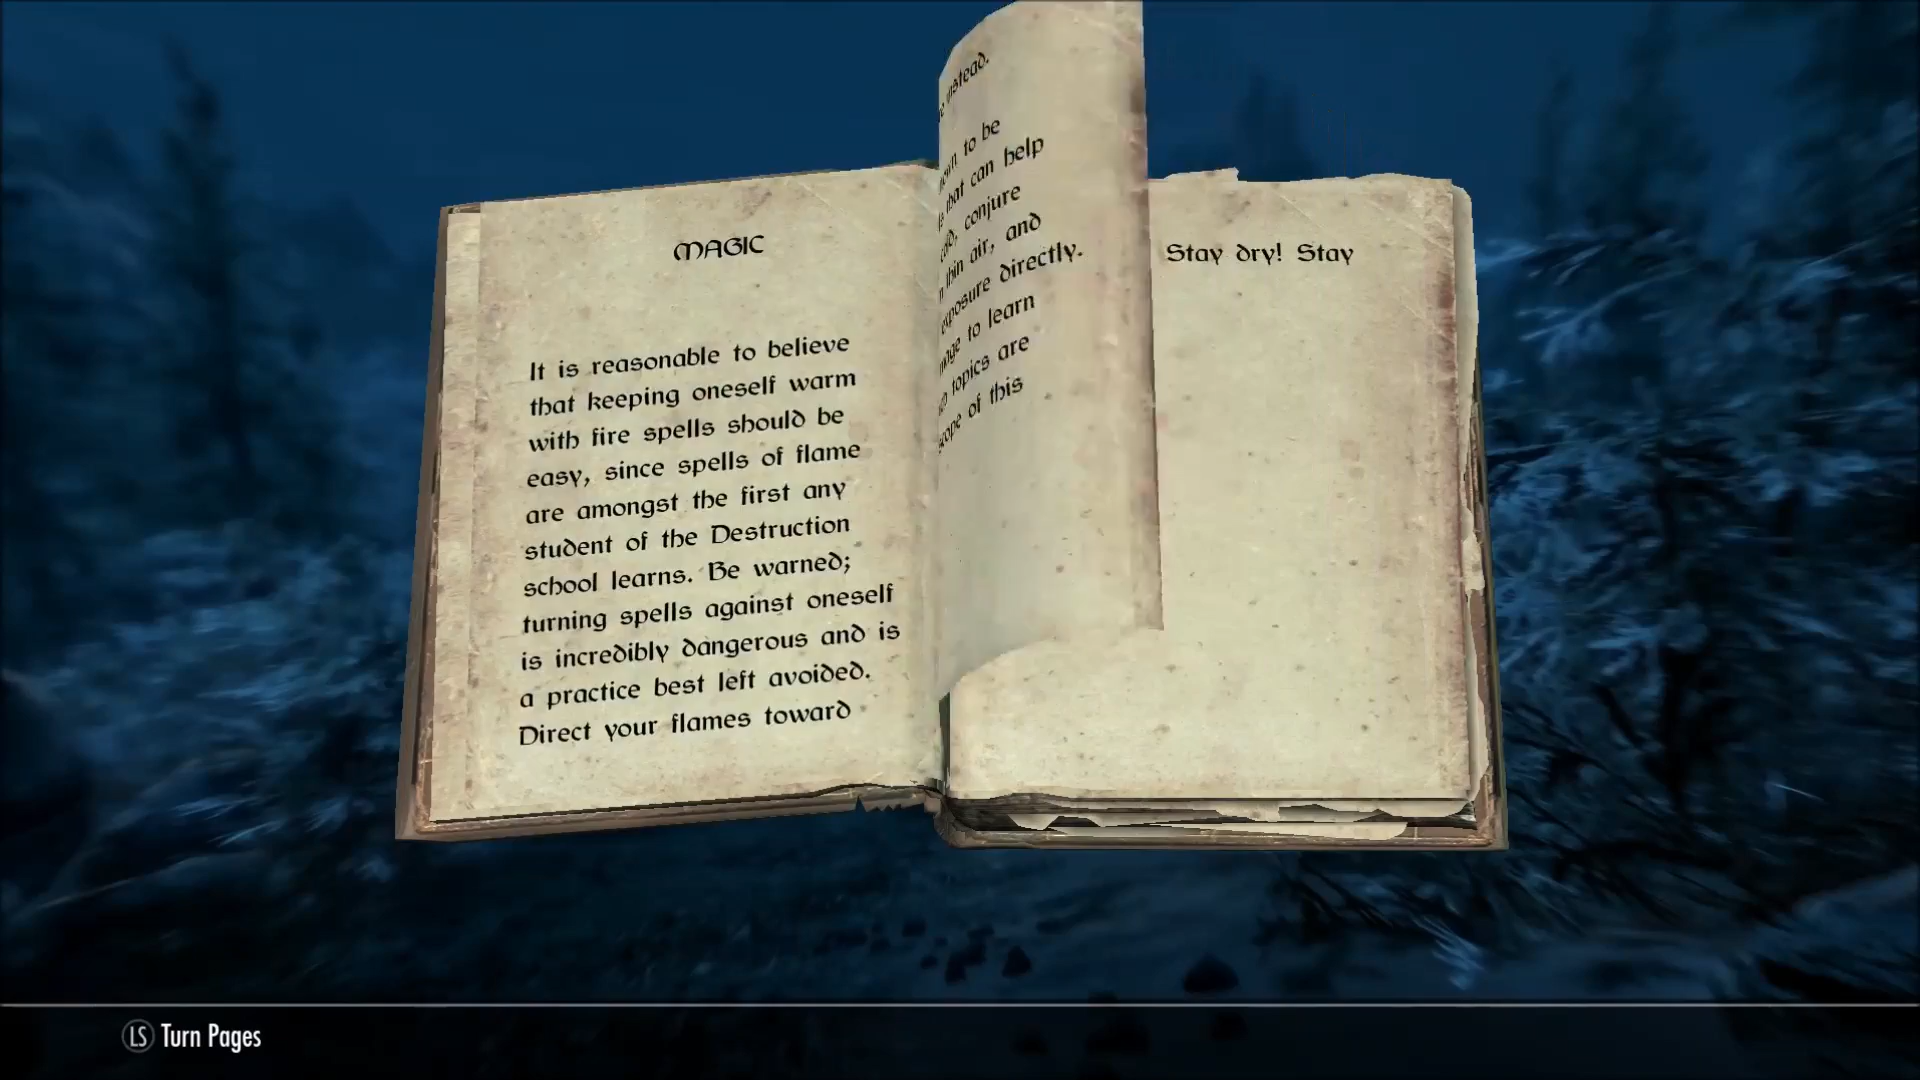 MAGIC
It is reasonable to believe
that keeping oneself warm
with fire spells should be
easy, since spells of flame
are amongst the first any
student of the Destruction
school learns. Be warned;
turning spells against oneself
is incredibly dangerous and is
a practice best left avoided.
Direct your flames toward
instead.
to be
that can help
conjure
thin air, and
exposure directly.
to learn
topics are
scope of this
Stay dry! Stay
LS Turn Pages